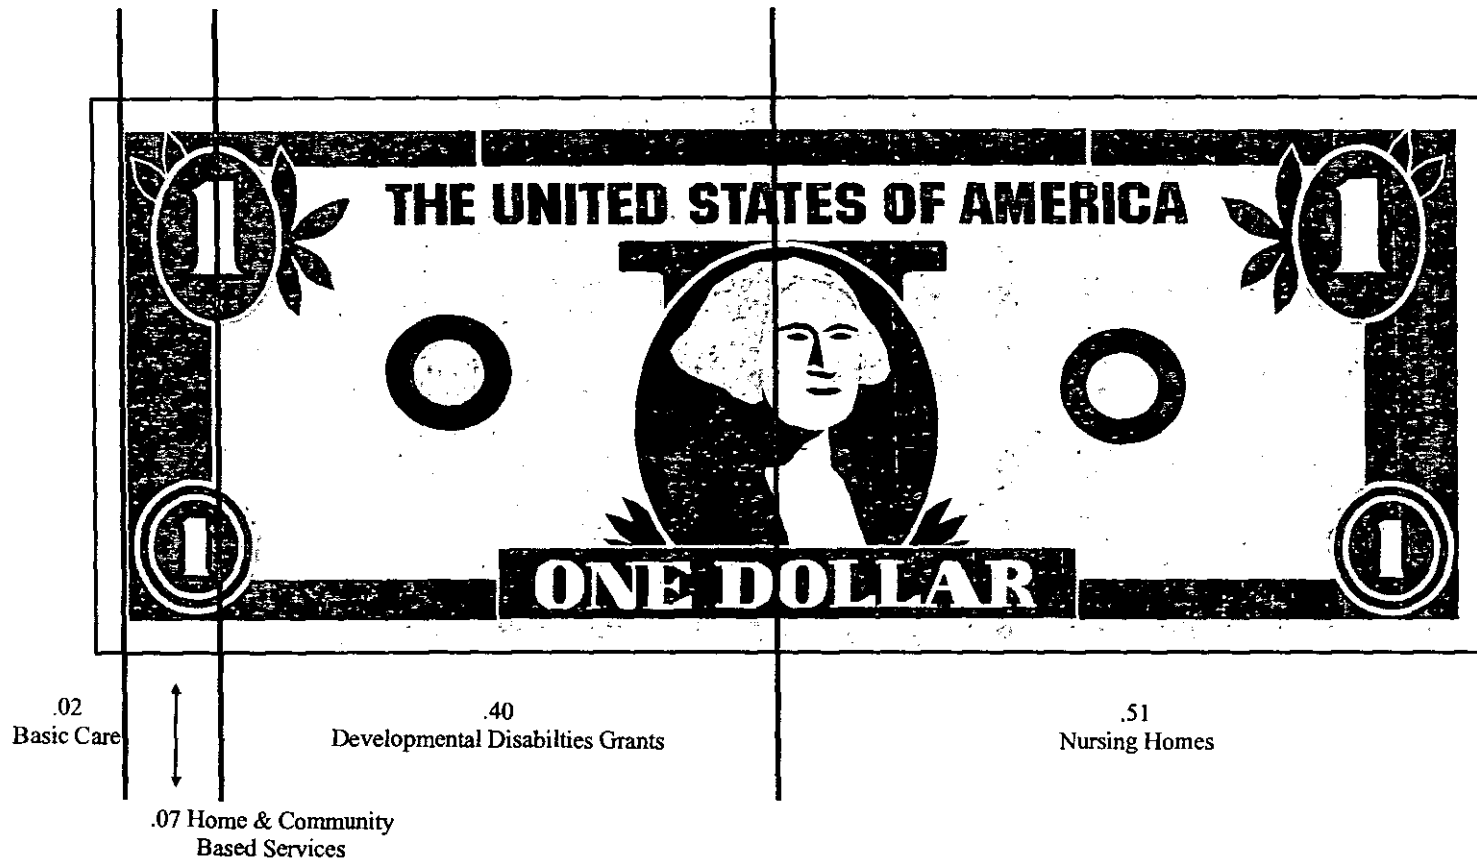 1
1
THE UNITED STATES OF AMERICA
1
1
ONE DOLLAR
.02
Basic Care
.40
Developmental Disabilties Grants
.51
Nursing Homes
.07 Home & Community
Based Services